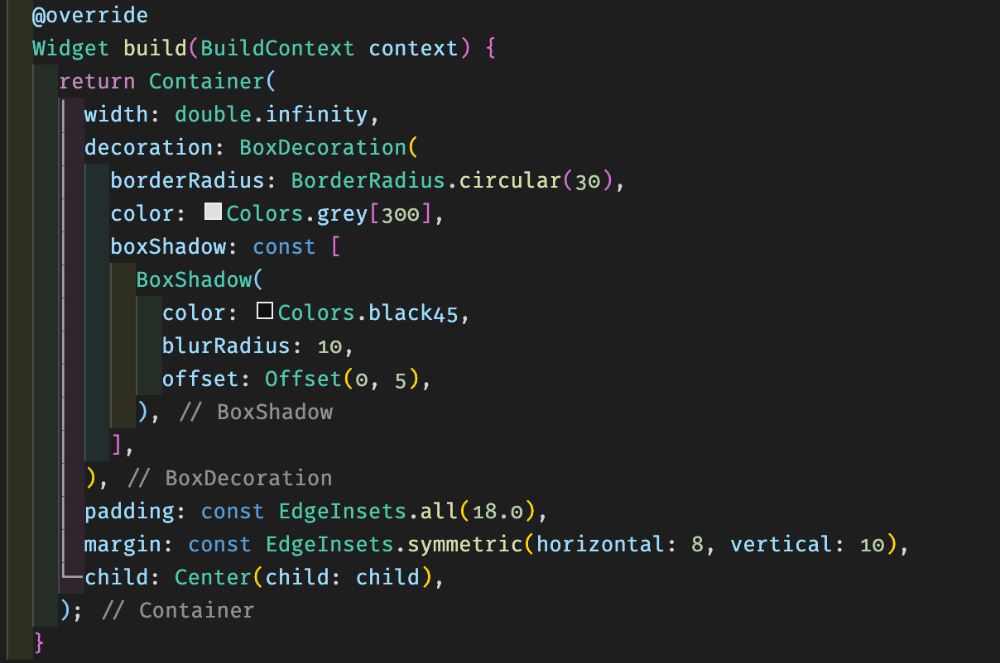 @override
Widget build(BuildContext context) {
return Container(
width: double.infinity,
decoration: BoxDecoration(
borderRadius: BorderRadius.circular(30),
color: Colors.grey[300],
boxShadow: const [
BoxShadow(
color: Colors.black45,
blurRadius: 10,
offset: Offset(0, 5),
), // BoxShadow
],
), // BoxDecoration
padding: const EdgeInsets.all(18.0),
margin: const EdgeInsets.symmetric(horizontal: 8, vertical: 10),
child: Center(child: child),
); // Container
}